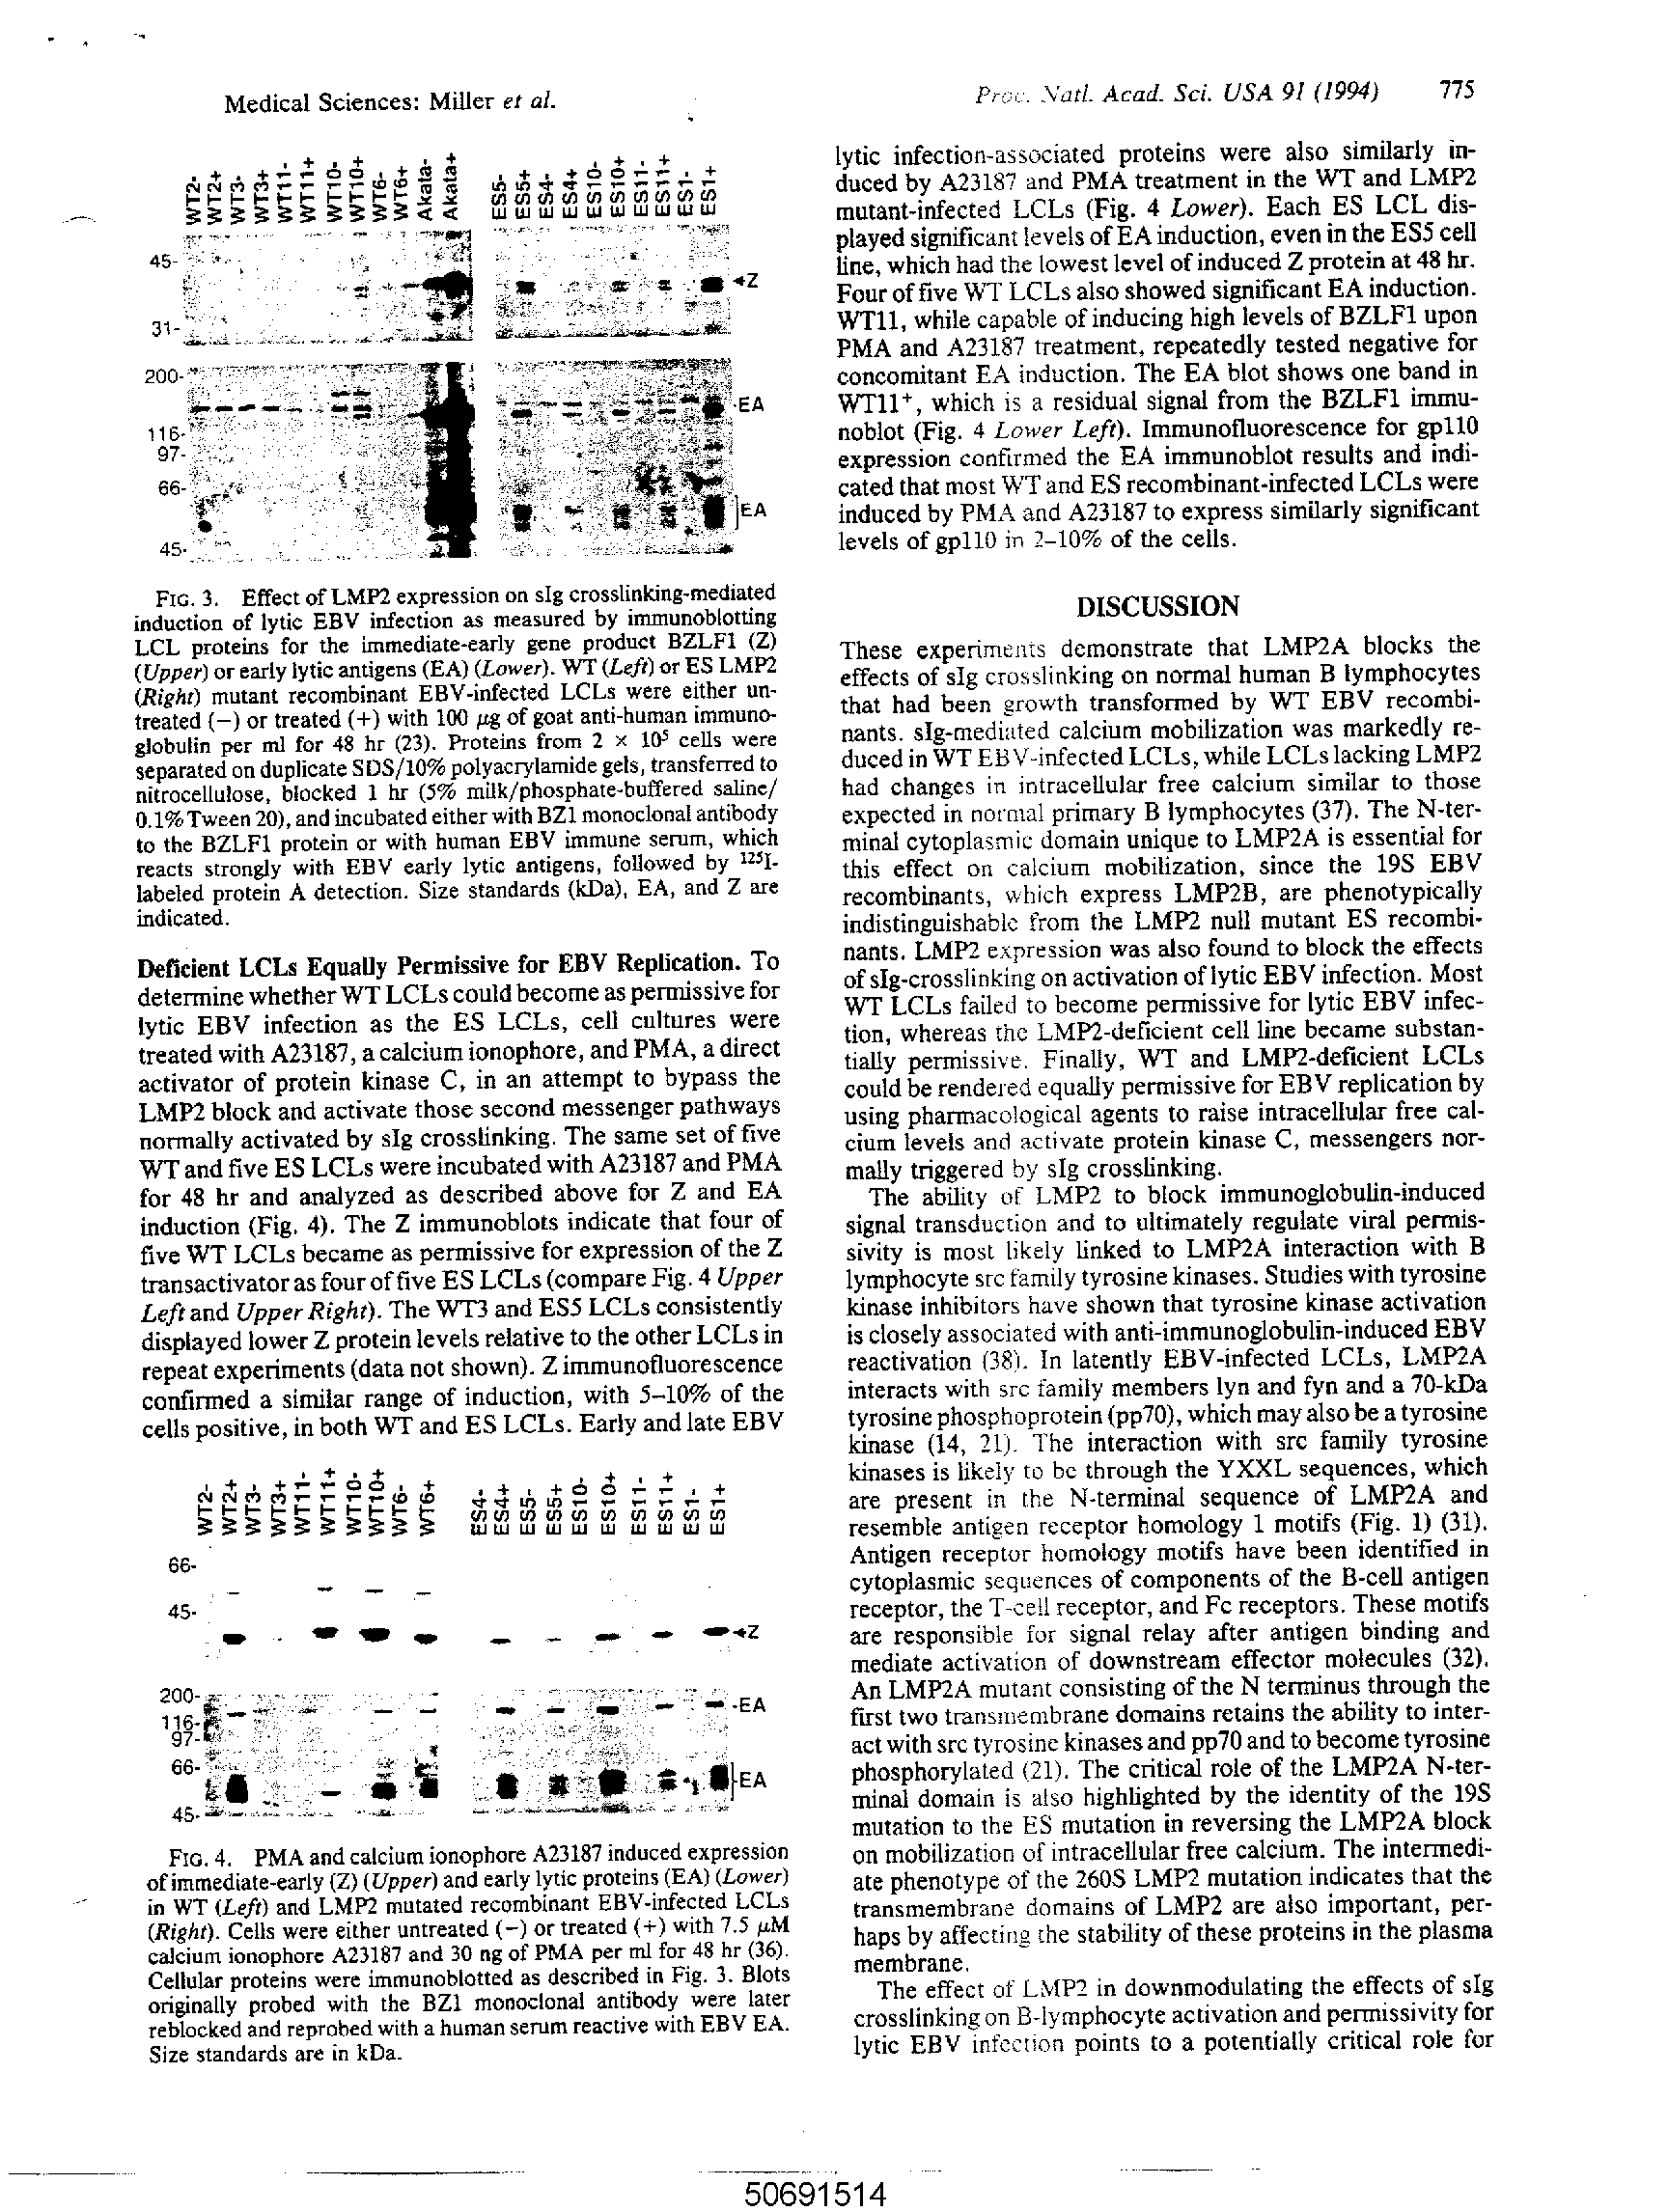 Medical Sciences: Miller et al.
Proc. Natl. Acad. Sci. USA 91 (1994) 775
WT2-
WT2+
WT3-
WT3+
WT11-
WT11+
WT10-
WT10+
WT6-
WT6+
Akata-
Akata+
ES5-
ES5+
ES4-
ES4+
ES10-
ES10+
ES11-
ES11+
ES1-
ES1+
45-
Z
31-
200-
EA
116-
97-
66-
EA
45-
FIG. 3. Effect of LMP2 expression on sIg crosslinking-mediated
induction of lytic EBV infection as measured by immunoblotting
LCL proteins for the immediate-early gene product BZLF1 (Z)
(Upper) or early lytic antigens (EA) (Lower). WT (Left) or ES LMP2
(Right) mutant recombinant EBV-infected LCLs were either un-
treated (−) or treated (+) with 100 μg of goat anti-human immuno-
globulin per ml for 48 hr (23). Proteins from 2 × 10⁵ cells were
separated on duplicate SDS/10% polyacrylamide gels, transferred to
nitrocellulose, blocked 1 hr (5% milk/phosphate-buffered saline/
0.1% Tween 20), and incubated either with BZ1 monoclonal antibody
to the BZLF1 protein or with human EBV immune serum, which
reacts strongly with EBV early lytic antigens, followed by ¹²⁵I-
labeled protein A detection. Size standards (kDa), EA, and Z are
indicated.
Deficient LCLs Equally Permissive for EBV Replication. To
determine whether WT LCLs could become as permissive for
lytic EBV infection as the ES LCLs, cell cultures were
treated with A23187, a calcium ionophore, and PMA, a direct
activator of protein kinase C, in an attempt to bypass the
LMP2 block and activate those second messenger pathways
normally activated by sIg crosslinking. The same set of five
WT and five ES LCLs were incubated with A23187 and PMA
for 48 hr and analyzed as described above for Z and EA
induction (Fig. 4). The Z immunoblots indicate that four of
five WT LCLs became as permissive for expression of the Z
transactivator as four of five ES LCLs (compare Fig. 4 Upper
Left and Upper Right). The WT3 and ES5 LCLs consistently
displayed lower Z protein levels relative to the other LCLs in
repeat experiments (data not shown). Z immunofluorescence
confirmed a similar range of induction, with 5–10% of the
cells positive, in both WT and ES LCLs. Early and late EBV
WT2-
WT2+
WT3-
WT3+
WT11-
WT11+
WT10-
WT10+
WT6-
WT6+
ES4-
ES4+
ES5-
ES5+
ES10-
ES10+
ES11-
ES11+
ES1-
ES1+
66-
45-
Z
200-
-EA
116-
97-
66-
EA
45-
FIG. 4. PMA and calcium ionophore A23187 induced expression
of immediate-early (Z) (Upper) and early lytic proteins (EA) (Lower)
in WT (Left) and LMP2 mutated recombinant EBV-infected LCLs
(Right). Cells were either untreated (−) or treated (+) with 7.5 μM
calcium ionophore A23187 and 30 ng of PMA per ml for 48 hr (36).
Cellular proteins were immunoblotted as described in Fig. 3. Blots
originally probed with the BZ1 monoclonal antibody were later
reblocked and reprobed with a human serum reactive with EBV EA.
Size standards are in kDa.
lytic infection-associated proteins were also similarly in-
duced by A23187 and PMA treatment in the WT and LMP2
mutant-infected LCLs (Fig. 4 Lower). Each ES LCL dis-
played significant levels of EA induction, even in the ES5 cell
line, which had the lowest level of induced Z protein at 48 hr.
Four of five WT LCLs also showed significant EA induction.
WT11, while capable of inducing high levels of BZLF1 upon
PMA and A23187 treatment, repeatedly tested negative for
concomitant EA induction. The EA blot shows one band in
WT11⁺, which is a residual signal from the BZLF1 immu-
noblot (Fig. 4 Lower Left). Immunofluorescence for gp110
expression confirmed the EA immunoblot results and indi-
cated that most WT and ES recombinant-infected LCLs were
induced by PMA and A23187 to express similarly significant
levels of gp110 in 2–10% of the cells.
DISCUSSION
These experiments demonstrate that LMP2A blocks the
effects of sIg crosslinking on normal human B lymphocytes
that had been growth transformed by WT EBV recombi-
nants. sIg-mediated calcium mobilization was markedly re-
duced in WT EBV-infected LCLs, while LCLs lacking LMP2
had changes in intracellular free calcium similar to those
expected in normal primary B lymphocytes (37). The N-ter-
minal cytoplasmic domain unique to LMP2A is essential for
this effect on calcium mobilization, since the 19S EBV
recombinants, which express LMP2B, are phenotypically
indistinguishable from the LMP2 null mutant ES recombi-
nants. LMP2 expression was also found to block the effects
of sIg-crosslinking on activation of lytic EBV infection. Most
WT LCLs failed to become permissive for lytic EBV infec-
tion, whereas the LMP2-deficient cell line became substan-
tially permissive. Finally, WT and LMP2-deficient LCLs
could be rendered equally permissive for EBV replication by
using pharmacological agents to raise intracellular free cal-
cium levels and activate protein kinase C, messengers nor-
mally triggered by sIg crosslinking.
The ability of LMP2 to block immunoglobulin-induced
signal transduction and to ultimately regulate viral permis-
sivity is most likely linked to LMP2A interaction with B
lymphocyte src family tyrosine kinases. Studies with tyrosine
kinase inhibitors have shown that tyrosine kinase activation
is closely associated with anti-immunoglobulin-induced EBV
reactivation (38). In latently EBV-infected LCLs, LMP2A
interacts with src family members lyn and fyn and a 70-kDa
tyrosine phosphoprotein (pp70), which may also be a tyrosine
kinase (14, 21). The interaction with src family tyrosine
kinases is likely to be through the YXXL sequences, which
are present in the N-terminal sequence of LMP2A and
resemble antigen receptor homology 1 motifs (Fig. 1) (31).
Antigen receptor homology motifs have been identified in
cytoplasmic sequences of components of the B-cell antigen
receptor, the T-cell receptor, and Fc receptors. These motifs
are responsible for signal relay after antigen binding and
mediate activation of downstream effector molecules (32).
An LMP2A mutant consisting of the N terminus through the
first two transmembrane domains retains the ability to inter-
act with src tyrosine kinases and pp70 and to become tyrosine
phosphorylated (21). The critical role of the LMP2A N-ter-
minal domain is also highlighted by the identity of the 19S
mutation to the ES mutation in reversing the LMP2A block
on mobilization of intracellular free calcium. The intermedi-
ate phenotype of the 260S LMP2 mutation indicates that the
transmembrane domains of LMP2 are also important, per-
haps by affecting the stability of these proteins in the plasma
membrane.
The effect of LMP2 in downmodulating the effects of sIg
crosslinking on B-lymphocyte activation and permissivity for
lytic EBV infection points to a potentially critical role for
50691514